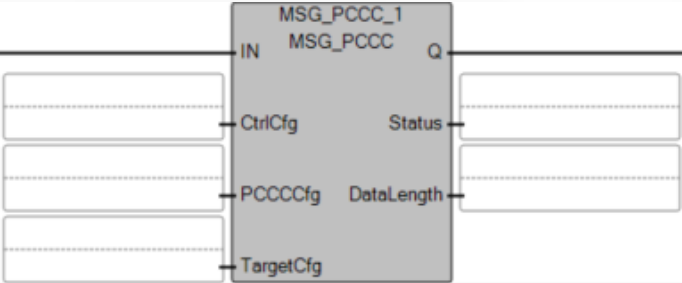 MSG_PCCC_1
MSG_PCCC
IN Q
CtrlCfg Status
PCCCCfg DataLength
TargetCfg